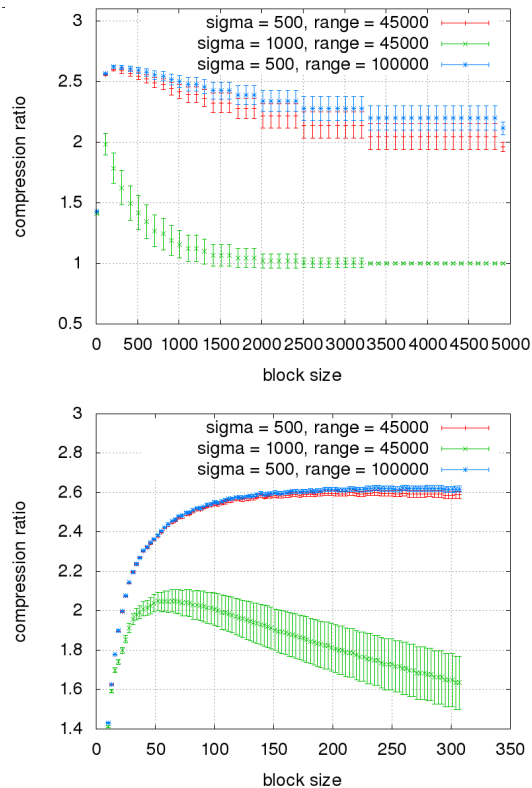 3
sigma = 500, range = 45000
sigma = 1000, range = 45000
sigma = 500, range = 100000
2.5
2
1.5
1
0.5
compression ratio
0 500 1000 1500 2000 2500 3000 3500 4000 4500 5000
block size
3
sigma = 500, range = 45000
sigma = 1000, range = 45000
sigma = 500, range = 100000
2.8
2.6
2.4
2.2
2
1.8
1.6
1.4
compression ratio
0 50 100 150 200 250 300 350
block size